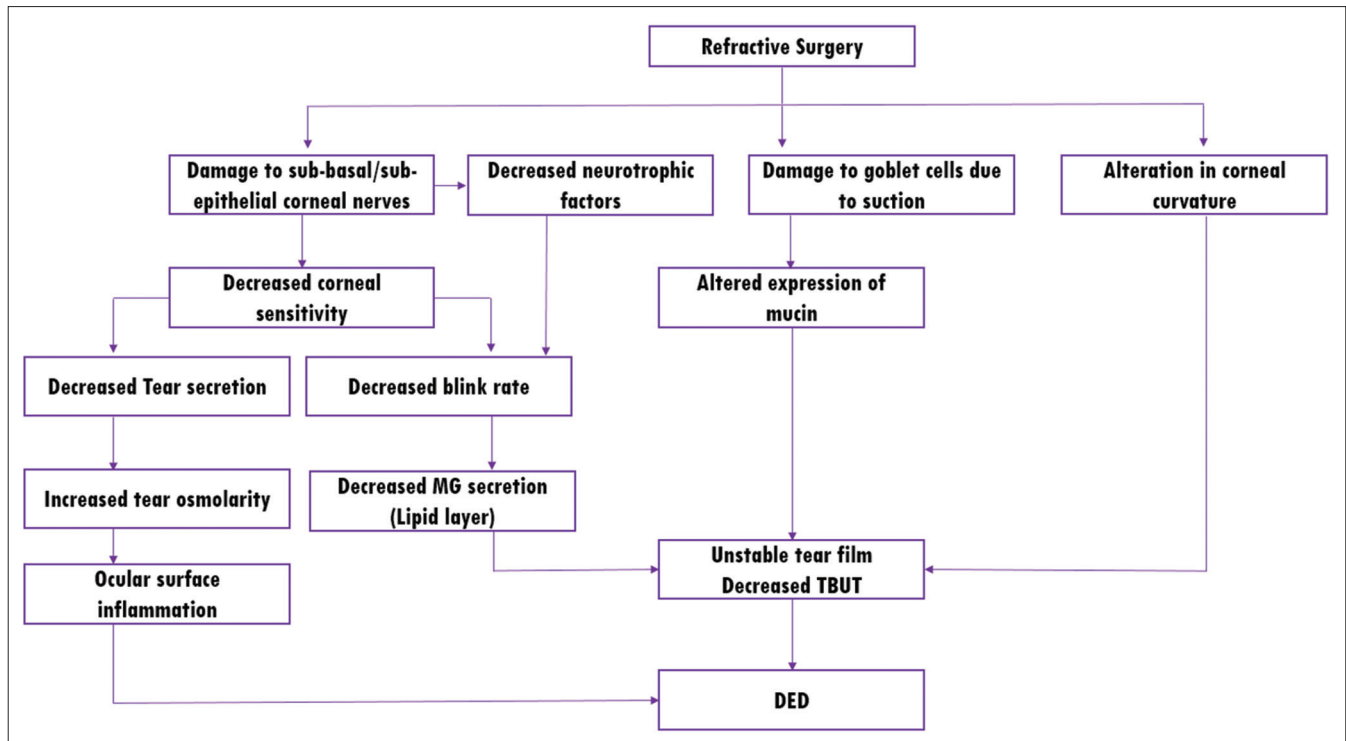 Refractive Surgery
Damage to sub-basal/sub-
epithelial corneal nerves
Decreased neurotrophic
factors
Damage to goblet cells due
to suction
Alteration in corneal
curvature
Decreased corneal
sensitivity
Altered expression of
mucin
Decreased Tear secretion
Decreased blink rate
Increased tear osmolarity
Decreased MG secretion
(Lipid layer)
Ocular surface
inflammation
Unstable tear film
Decreased TBUT
DED